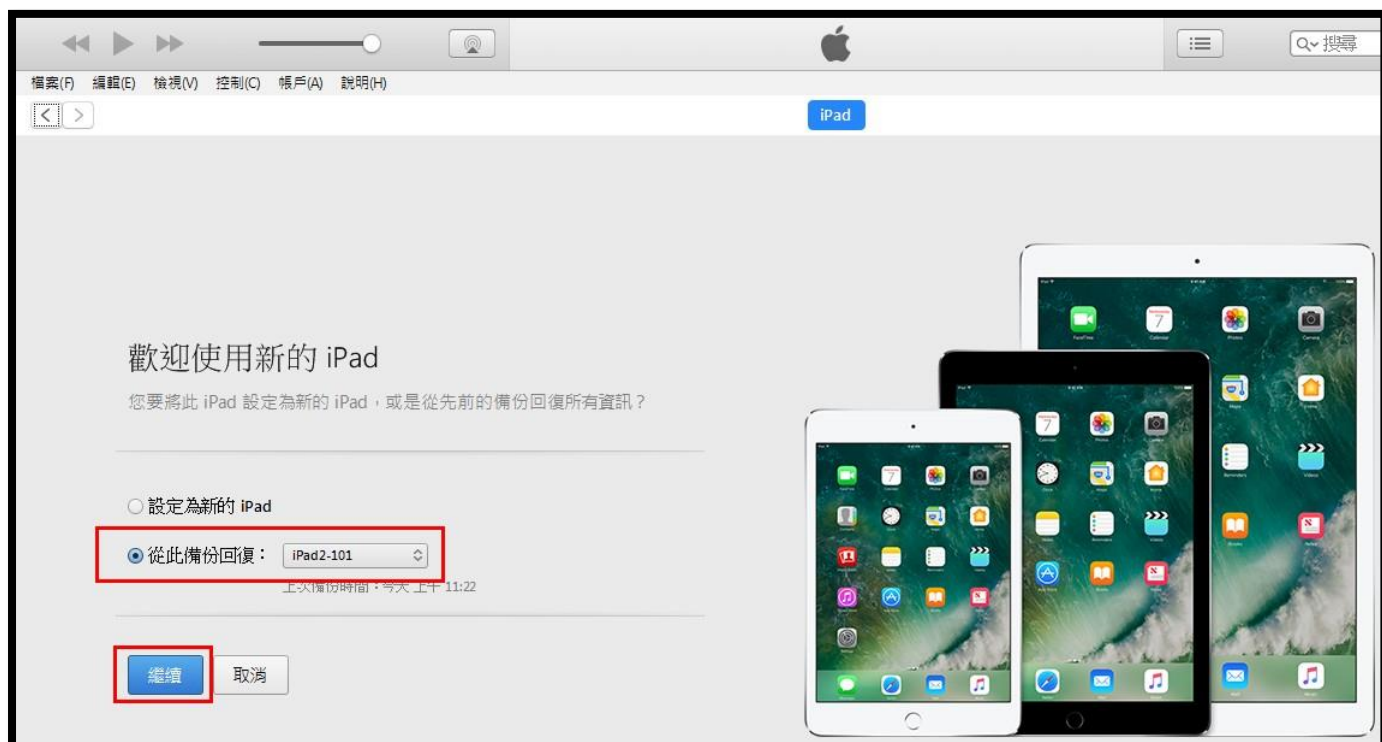 搜尋
檔案(F) 編輯(E) 檢視(V) 控制(C) 帳戶(A) 說明(H)
iPad
歡迎使用新的 iPad
您要將此 iPad 設定為新的 iPad，或是從先前的備份回復所有資訊？
設定為新的 iPad
從此備份回復： iPad2-101
上次備份時間：今天 上午 11:22
繼續 取消